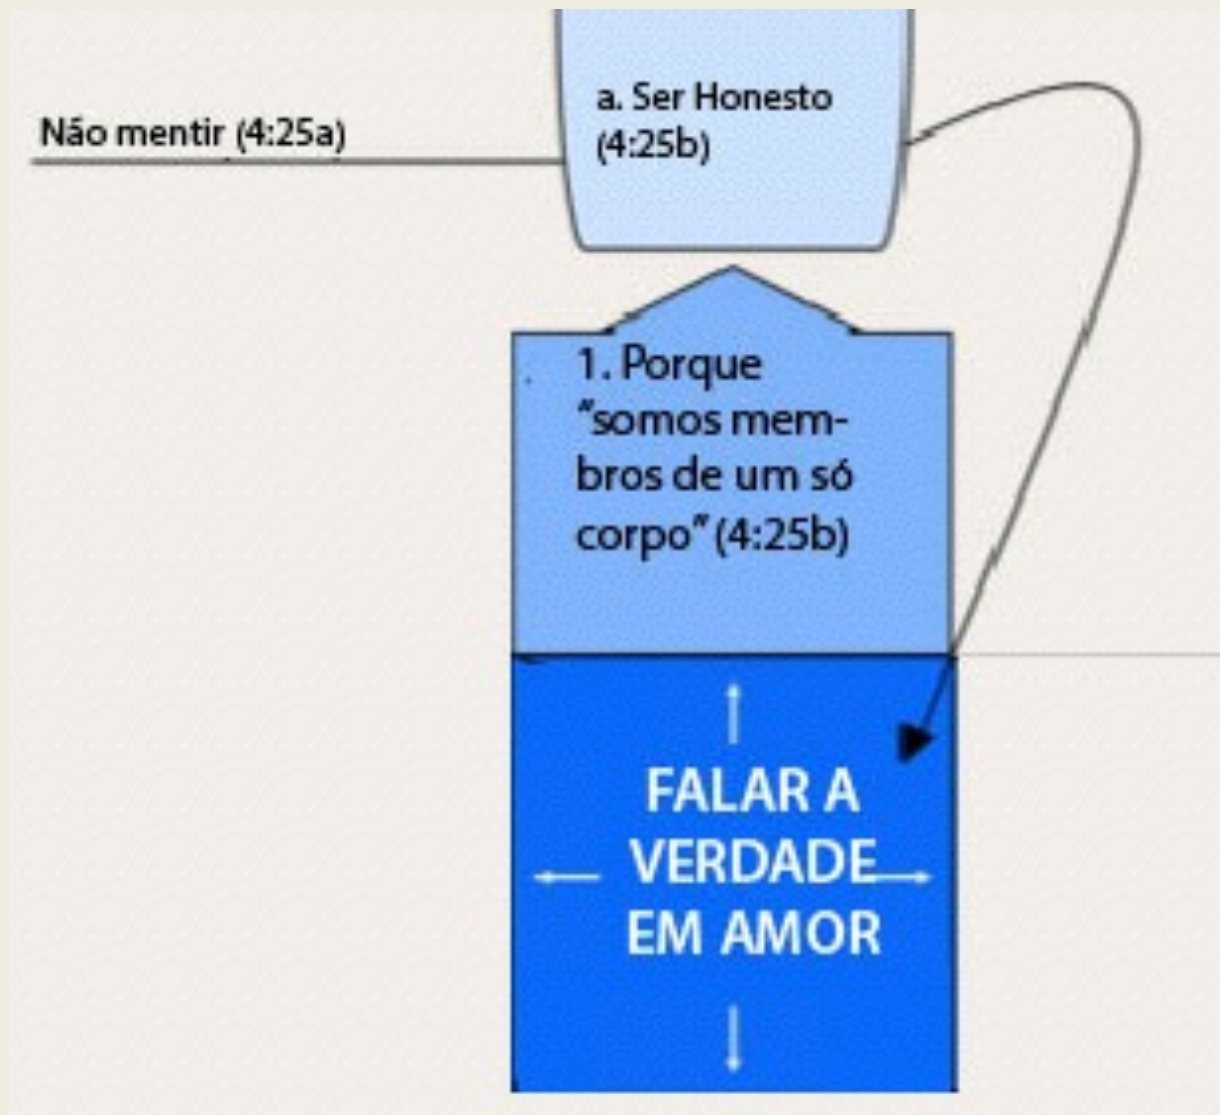 Não mentir (4:25a)
a. Ser Honesto
(4:25b)
1. Porque
"somos mem-
bros de um só
corpo" (4:25b)
FALAR A
VERDADE
EM AMOR